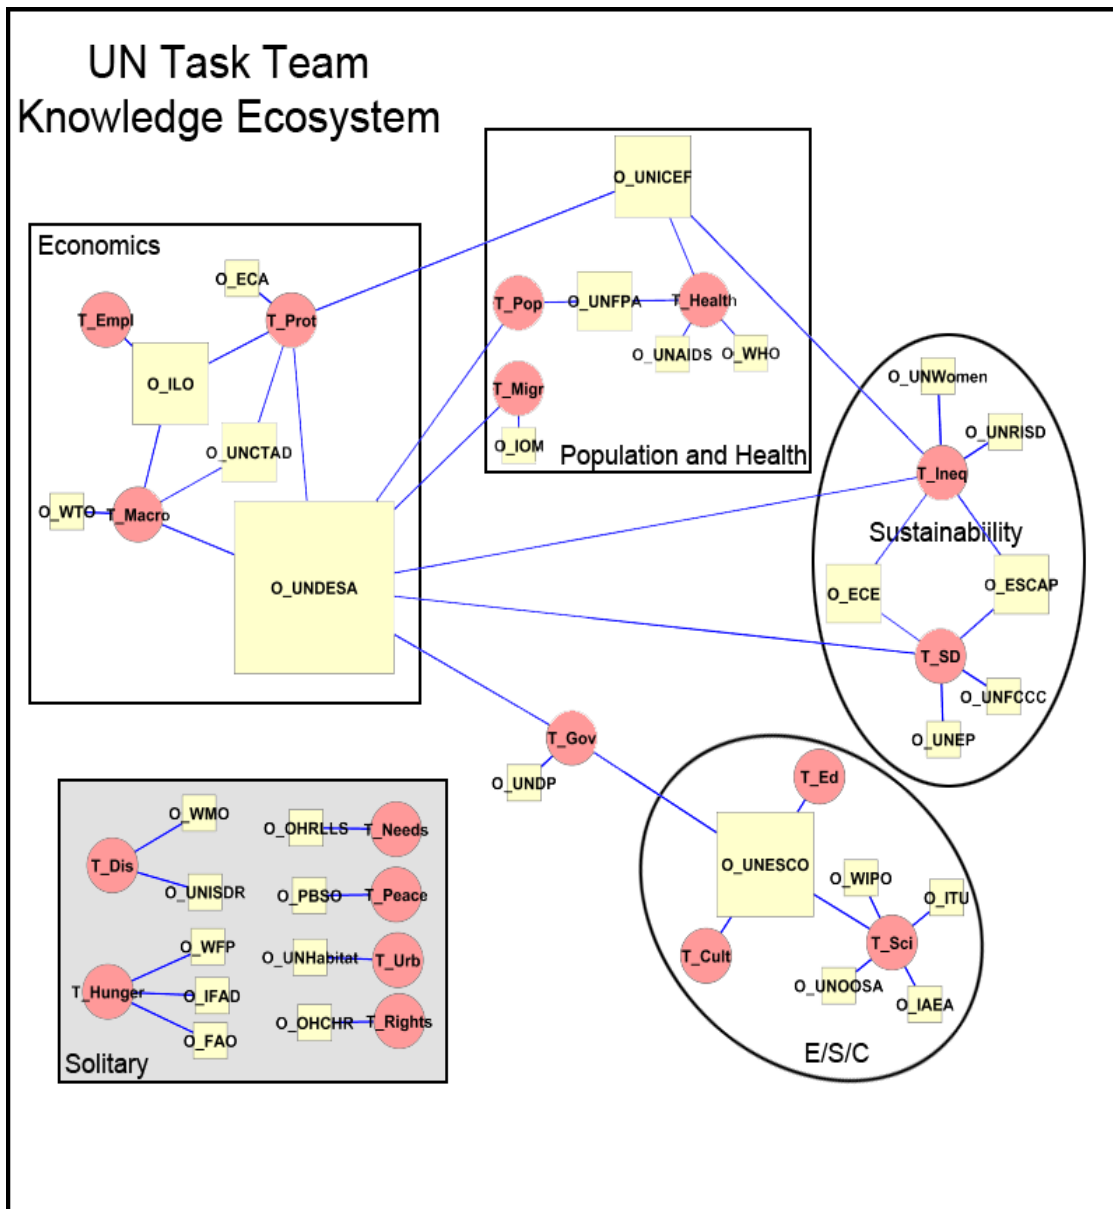 UN Task Team
Knowledge Ecosystem
Economics
O_ECA
T_Empl
T_Prot
O_ILO
O_UNCTAD
O_WTO
T_Macro
O_UNDESA
O_UNICEF
T_Pop
O_UNFPA
T_Health
O_UNAIDS
O_WHO
T_Migr
O_IOM
Population and Health
O_UNWomen
O_UNRISD
T_Ineq
Sustainabiility
O_ECE
O_ESCAP
T_SD
O_UNFCCC
O_UNEP
T_Gov
O_UNDP
T_Ed
O_UNESCO
O_WIPO
O_ITU
T_Cult
T_Sci
O_UNOOSA
O_IAEA
E/S/C
O_WMO
T_Dis
O_UNISDR
O_WFP
T_Hunger
O_IFAD
O_FAO
O_OHRLLS
T_Needs
O_PBSO
T_Peace
O_UNHabitat
T_Urb
O_OHCHR
T_Rights
Solitary